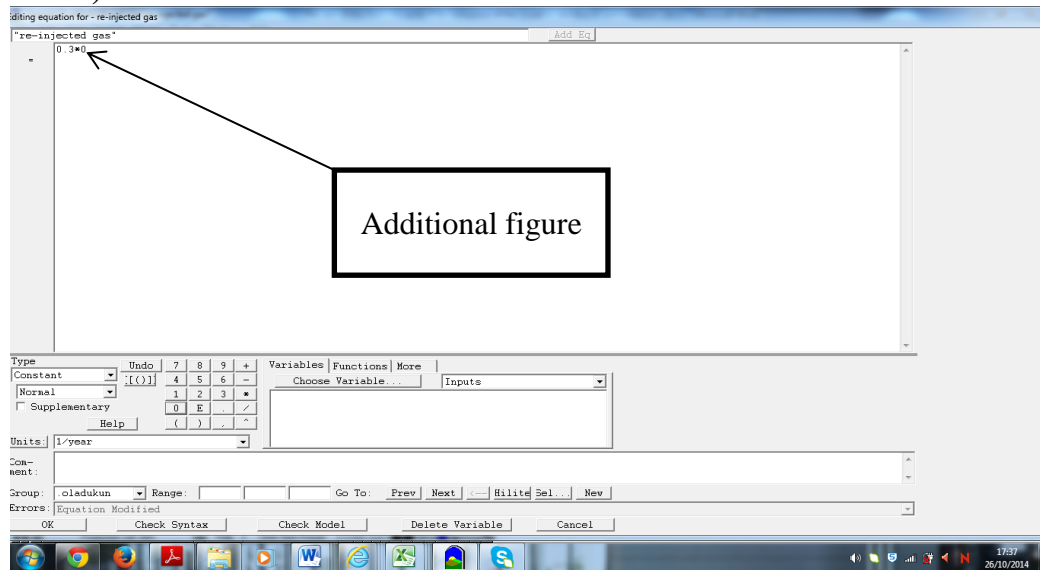 Editing equation for - re-injected gas
"re-injected gas"
Add Eq
=
0.3*0
Additional figure
Type
Undo 7 8 9 + Variables Functions More
Constant [[()]] 4 5 6 - Choose Variable... Inputs
Normal 1 2 3 *
Supplementary 0 E . /
Help ( ) , ^
Units: 1/year
Com-
ment:
Group: .oladukun Range: Go To: Prev Next <-- Hilite Sel... New
Errors: Equation Modified
OK Check Syntax Check Model Delete Variable Cancel
17:37
26/10/2014